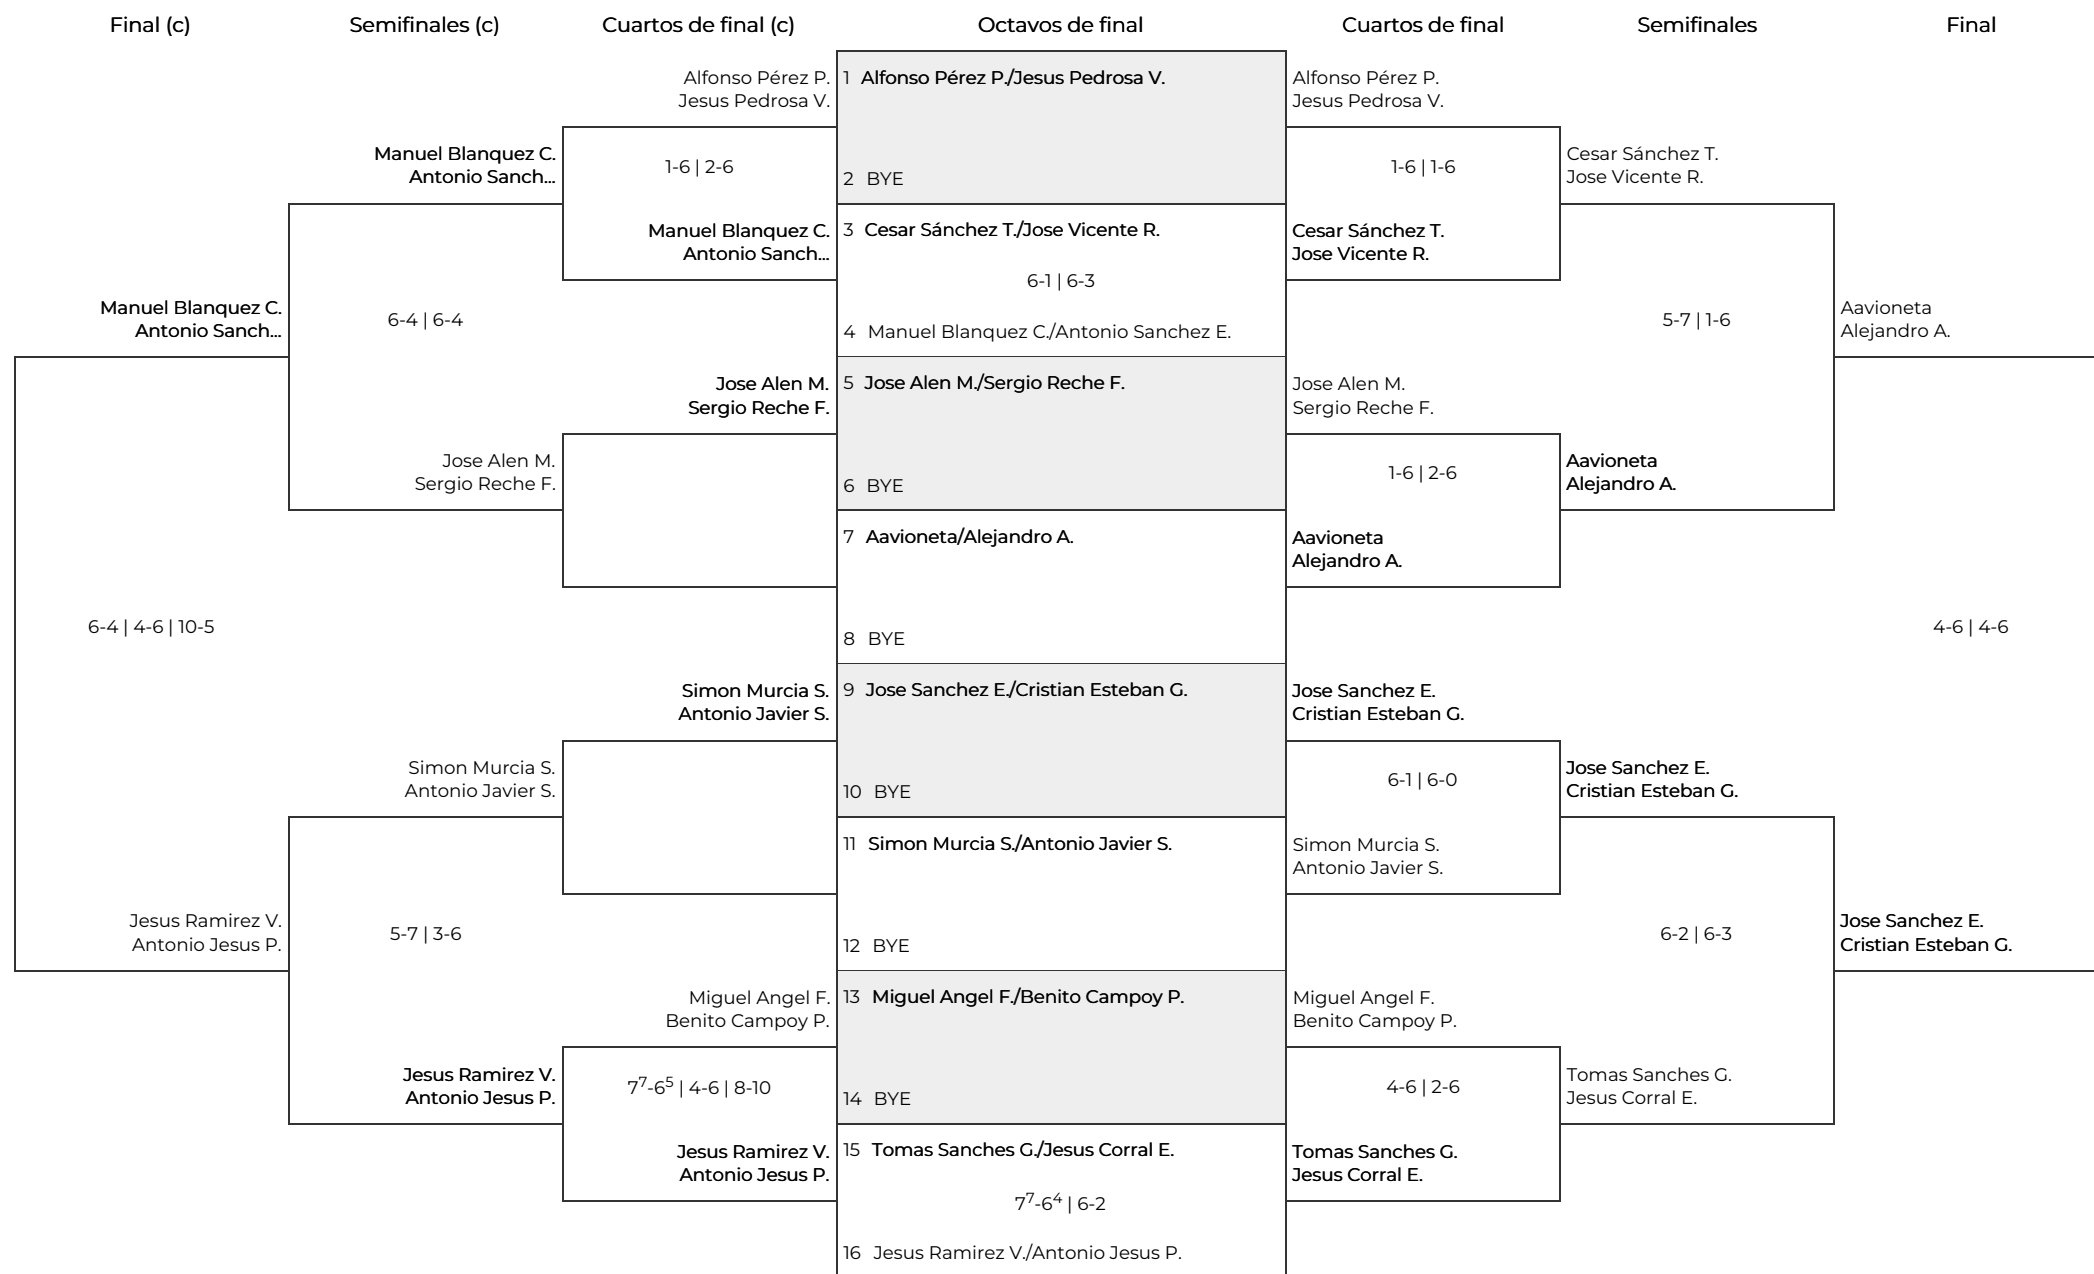 Final (c)
Semifinales (c)
Cuartos de final (c)
Octavos de final
Cuartos de final
Semifinales
Final
Manuel Blanquez C.
Antonio Sanch...
6-4 | 4-6 | 10-5
Jesus Ramirez V.
Antonio Jesus P.
Manuel Blanquez C.
Antonio Sanch...
6-4 | 6-4
Jose Alen M.
Sergio Reche F.
Simon Murcia S.
Antonio Javier S.
5-7 | 3-6
Jesus Ramirez V.
Antonio Jesus P.
Alfonso Pérez P.
Jesus Pedrosa V.
1-6 | 2-6
Manuel Blanquez C.
Antonio Sanch...
Jose Alen M.
Sergio Reche F.
Simon Murcia S.
Antonio Javier S.
Miguel Angel F.
Benito Campoy P.
7⁷-6⁵ | 4-6 | 8-10
Jesus Ramirez V.
Antonio Jesus P.
1 Alfonso Pérez P./Jesus Pedrosa V.
2 BYE
3 Cesar Sánchez T./Jose Vicente R.
6-1 | 6-3
4 Manuel Blanquez C./Antonio Sanchez E.
5 Jose Alen M./Sergio Reche F.
6 BYE
7 Aavioneta/Alejandro A.
8 BYE
9 Jose Sanchez E./Cristian Esteban G.
10 BYE
11 Simon Murcia S./Antonio Javier S.
12 BYE
13 Miguel Angel F./Benito Campoy P.
14 BYE
15 Tomas Sanches G./Jesus Corral E.
7⁷-6⁴ | 6-2
16 Jesus Ramirez V./Antonio Jesus P.
Alfonso Pérez P.
Jesus Pedrosa V.
1-6 | 1-6
Cesar Sánchez T.
Jose Vicente R.
Jose Alen M.
Sergio Reche F.
1-6 | 2-6
Aavioneta
Alejandro A.
Jose Sanchez E.
Cristian Esteban G.
6-1 | 6-0
Simon Murcia S.
Antonio Javier S.
Miguel Angel F.
Benito Campoy P.
4-6 | 2-6
Tomas Sanches G.
Jesus Corral E.
Cesar Sánchez T.
Jose Vicente R.
5-7 | 1-6
Aavioneta
Alejandro A.
Jose Sanchez E.
Cristian Esteban G.
6-2 | 6-3
Tomas Sanches G.
Jesus Corral E.
Aavioneta
Alejandro A.
4-6 | 4-6
Jose Sanchez E.
Cristian Esteban G.